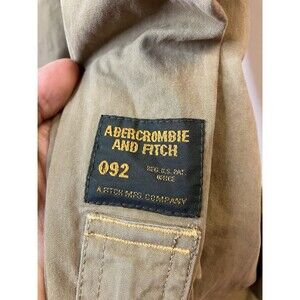 ABERCROMBIE
AND FITCH
092
REG. U.S. PAT.
OFFICE
A FITCH MFG. COMPANY